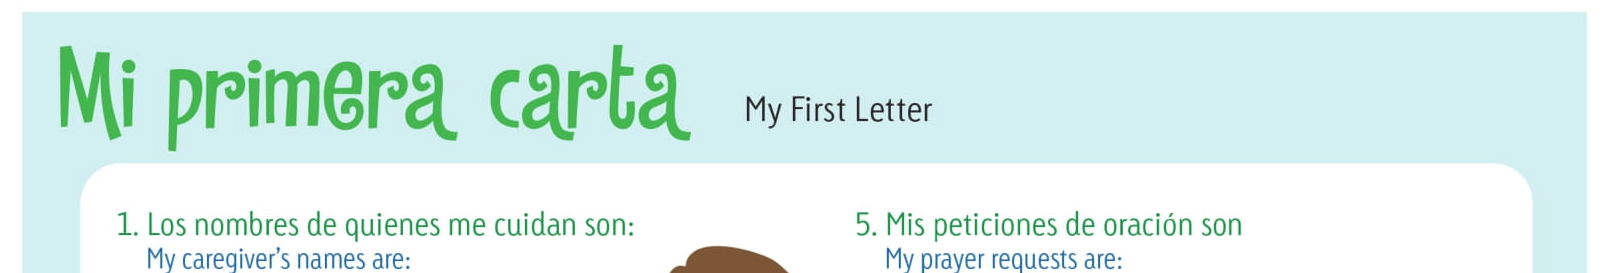 Mi primera carta My First Letter
1. Los nombres de quienes me cuidan son:
My caregiver's names are:
5. Mis peticiones de oración son
My prayer requests are: